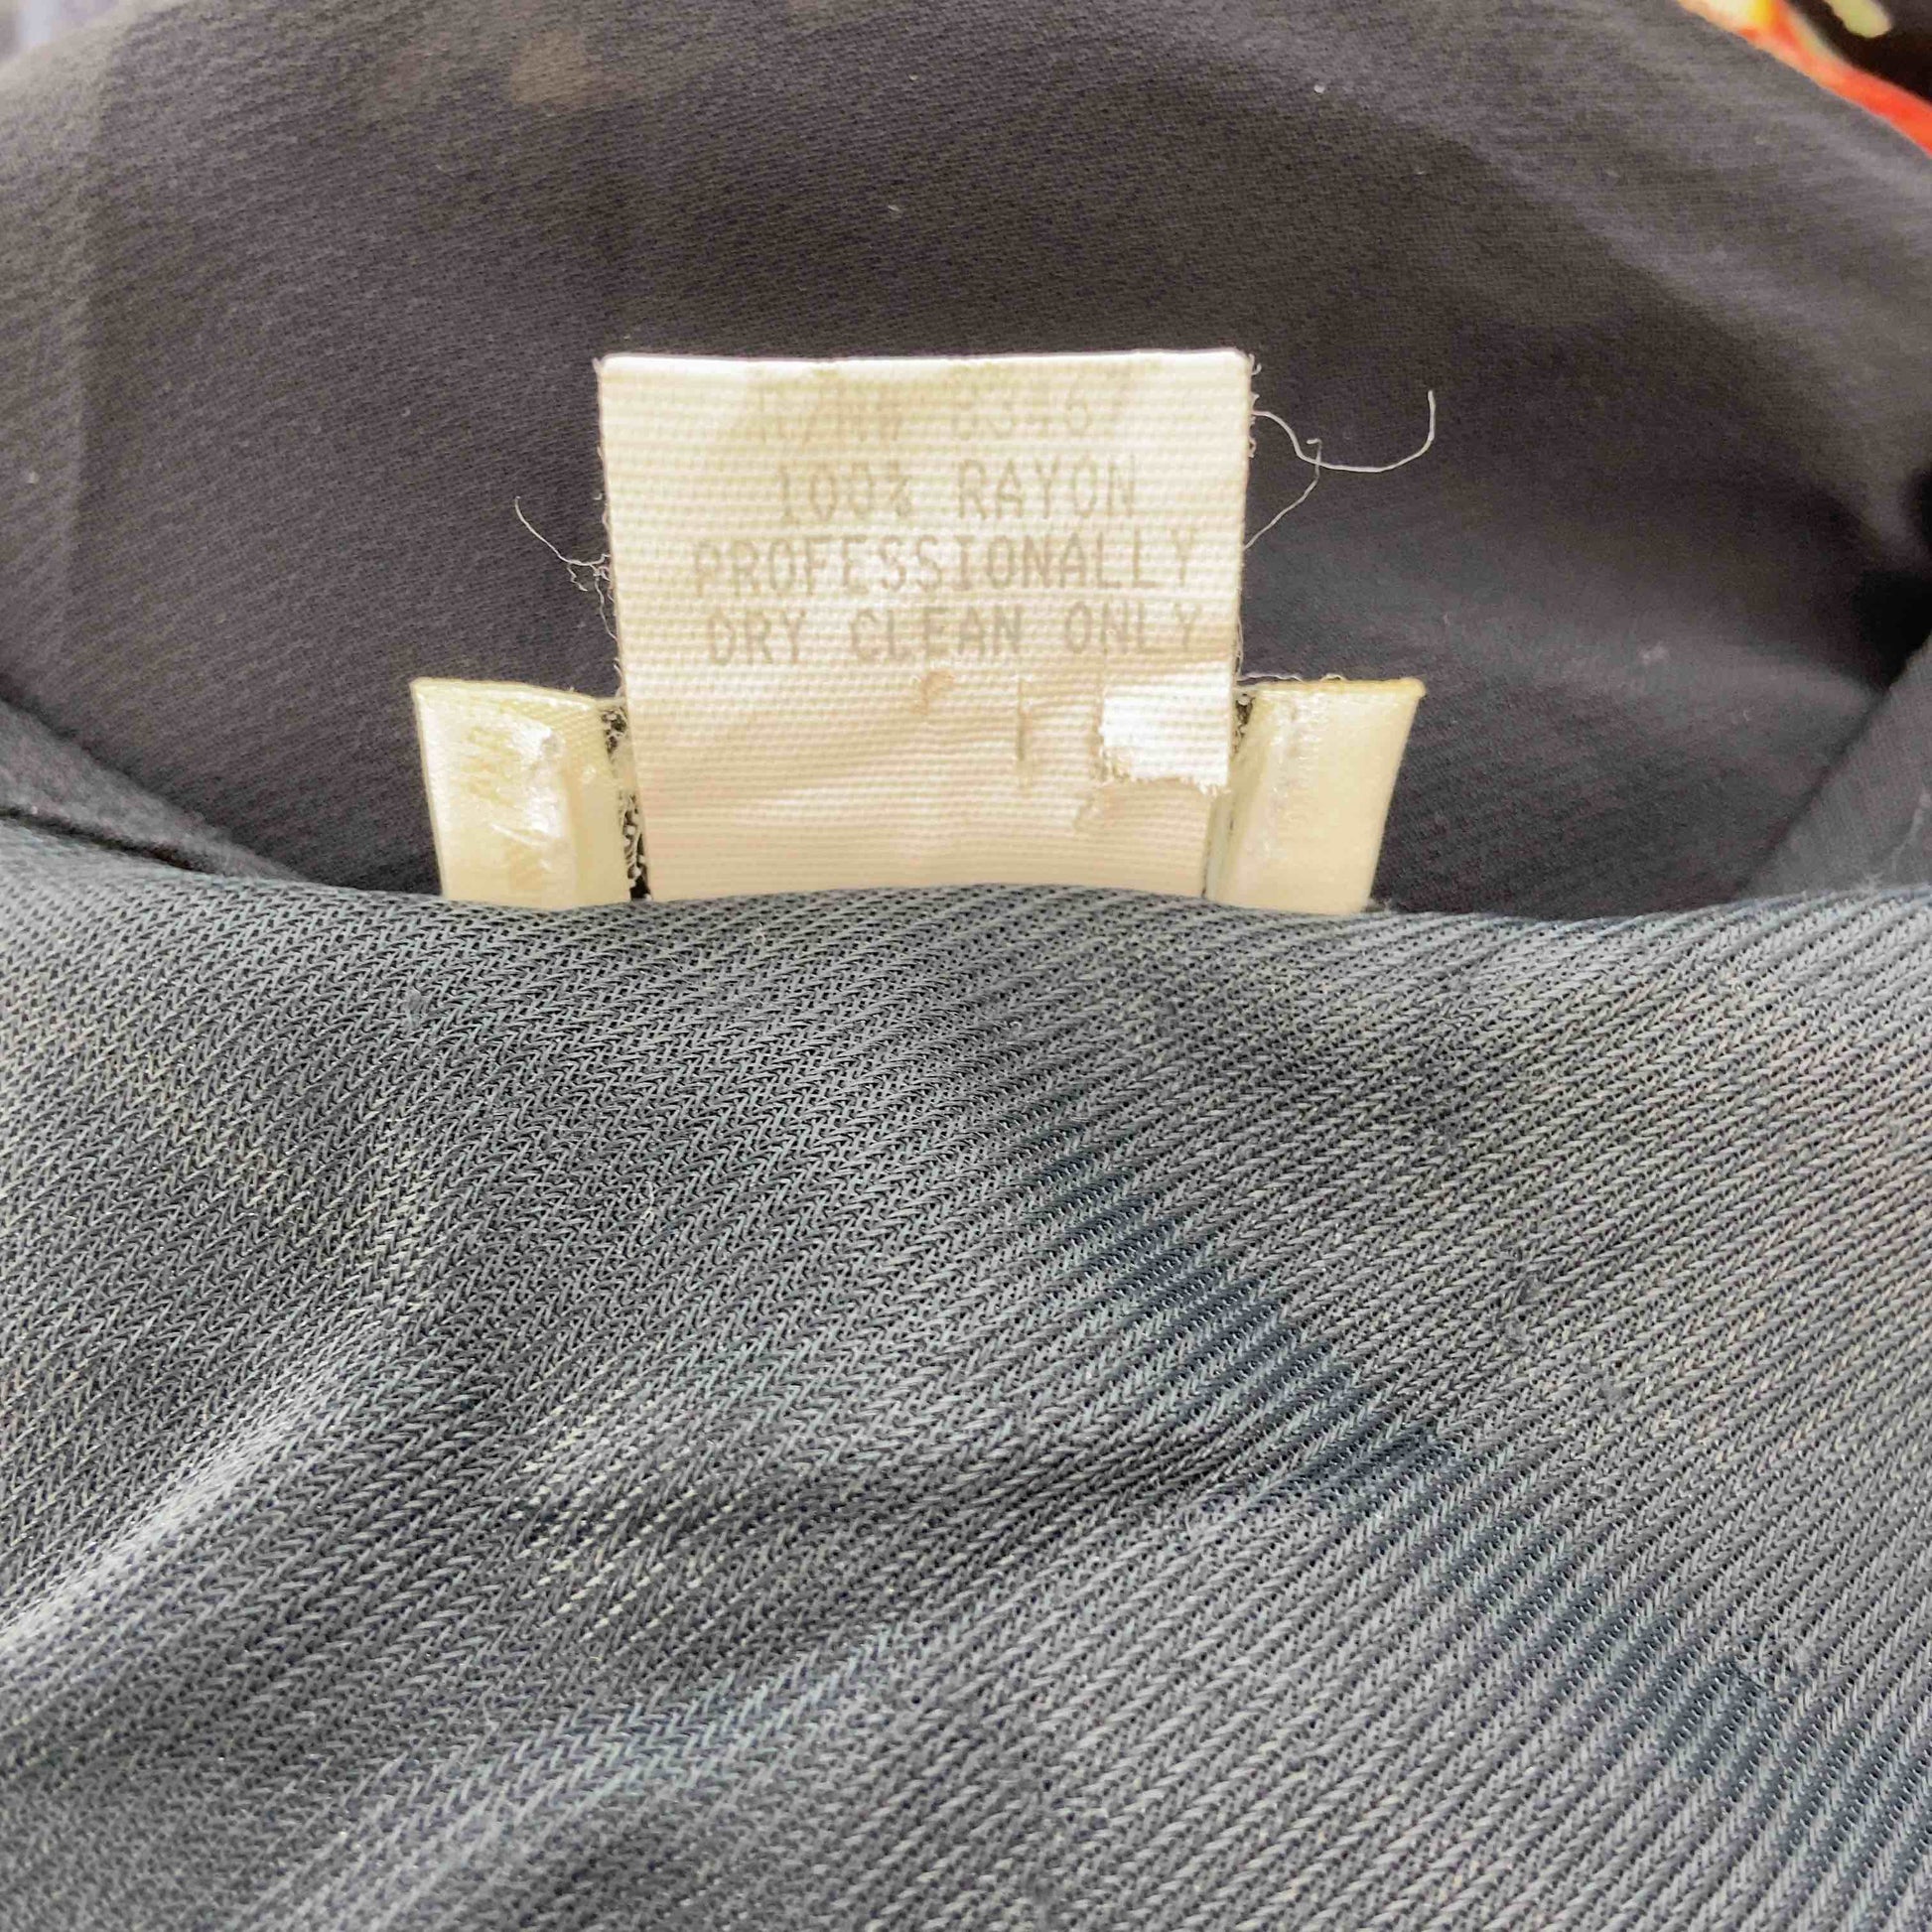 100% RAYON
PROFESSIONALLY
DRY CLEAN ONLY